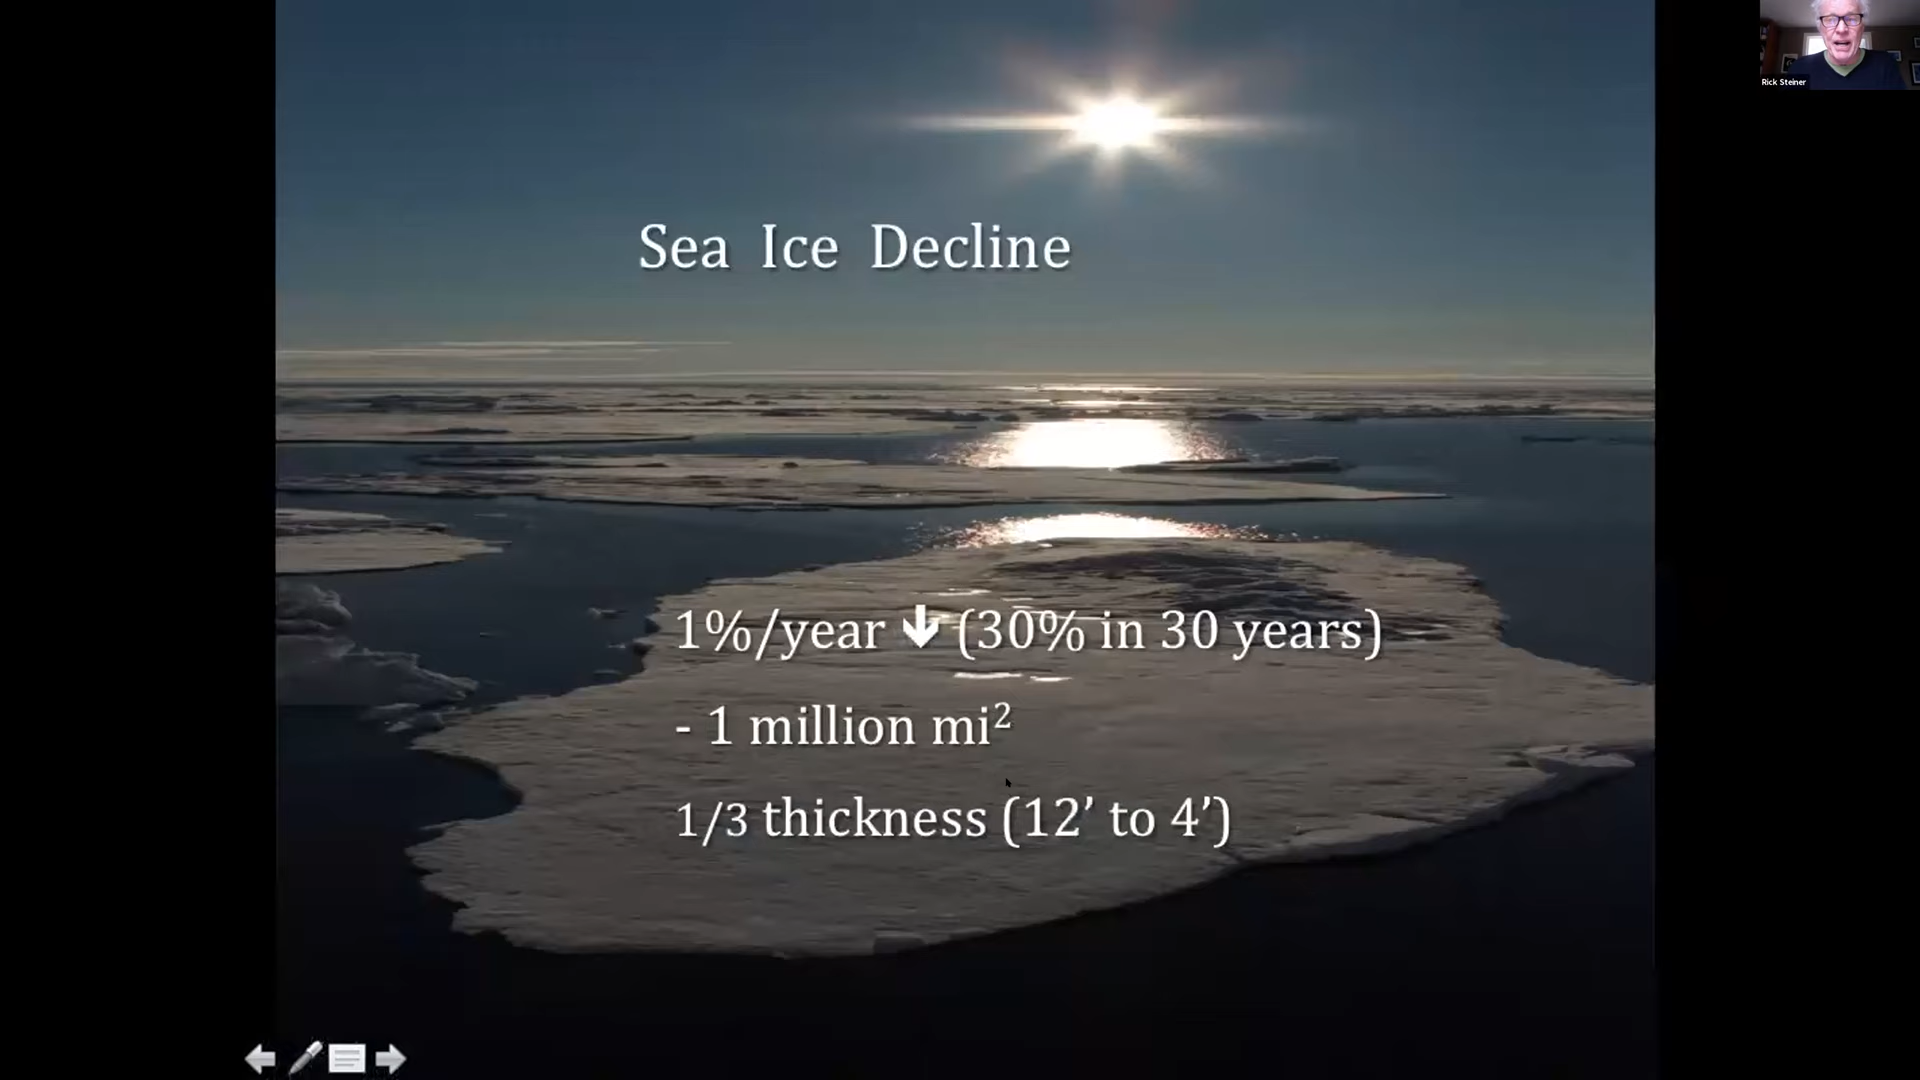 Rick Steiner
Sea Ice Decline
1%/year 🡇 (30% in 30 years)
- 1 million mi²
1/3 thickness (12’ to 4’)